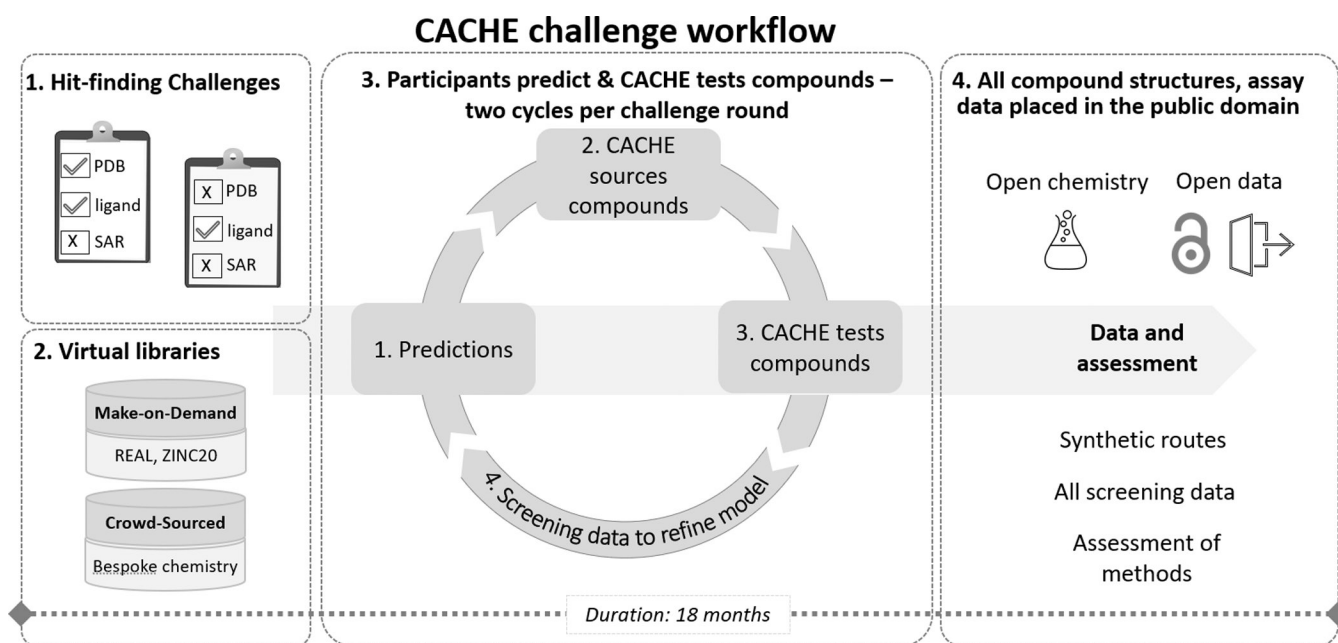 CACHE challenge workflow
1. Hit-finding Challenges
PDB
ligand
X SAR
X PDB
ligand
X SAR
2. Virtual libraries
Make-on-Demand
REAL, ZINC20
Crowd-Sourced
Bespoke chemistry
3. Participants predict & CACHE tests compounds –
two cycles per challenge round
1. Predictions
2. CACHE
sources
compounds
3. CACHE tests
compounds
4. Screening data to refine model
4. All compound structures, assay
data placed in the public domain
Open chemistry
Open data
Data and
assessment
Synthetic routes
All screening data
Assessment of
methods
Duration: 18 months